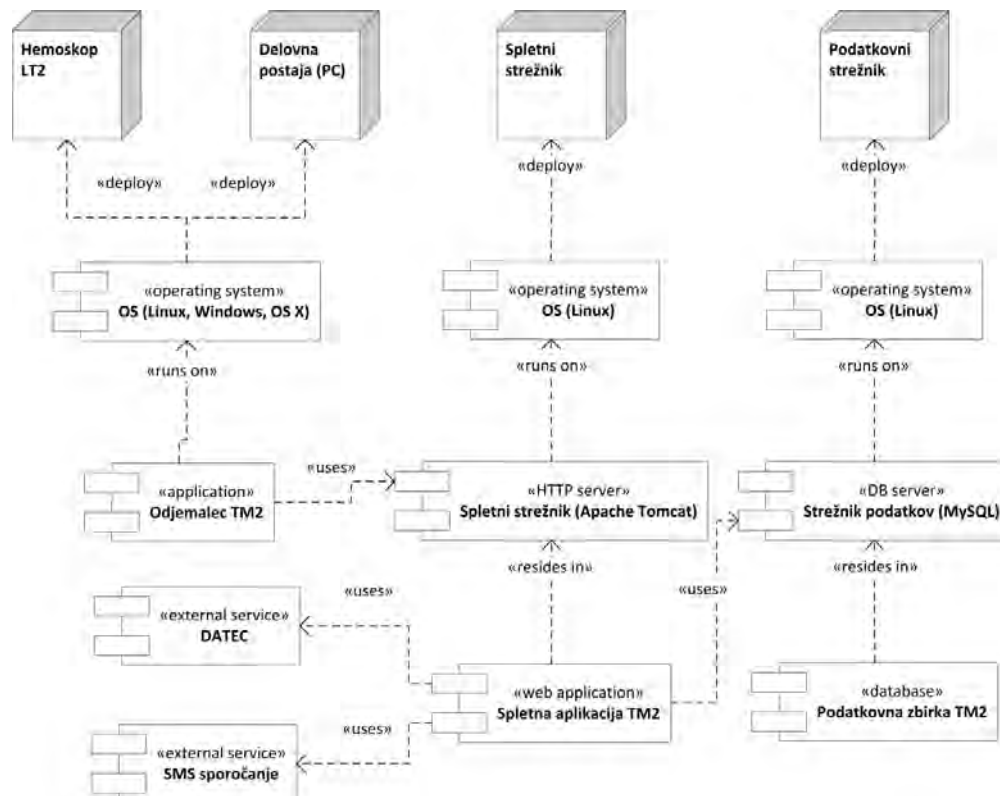 Hemoskop
LT2
Delovna
postaja (PC)
Spletni
strežnik
Podatkovni
strežnik
«deploy»
«deploy»
«deploy»
«deploy»
«operating system»
OS (Linux, Windows, OS X)
«operating system»
OS (Linux)
«operating system»
OS (Linux)
«runs on»
«runs on»
«runs on»
«application»
Odjemalec TM2
«uses»
«HTTP server»
Spletni strežnik (Apache Tomcat)
«DB server»
Strežnik podatkov (MySQL)
«resides in»
«resides in»
«uses»
«uses»
«external service»
DATEC
«web application»
Spletna aplikacija TM2
«database»
Podatkovna zbirka TM2
«uses»
«external service»
SMS sporočanje